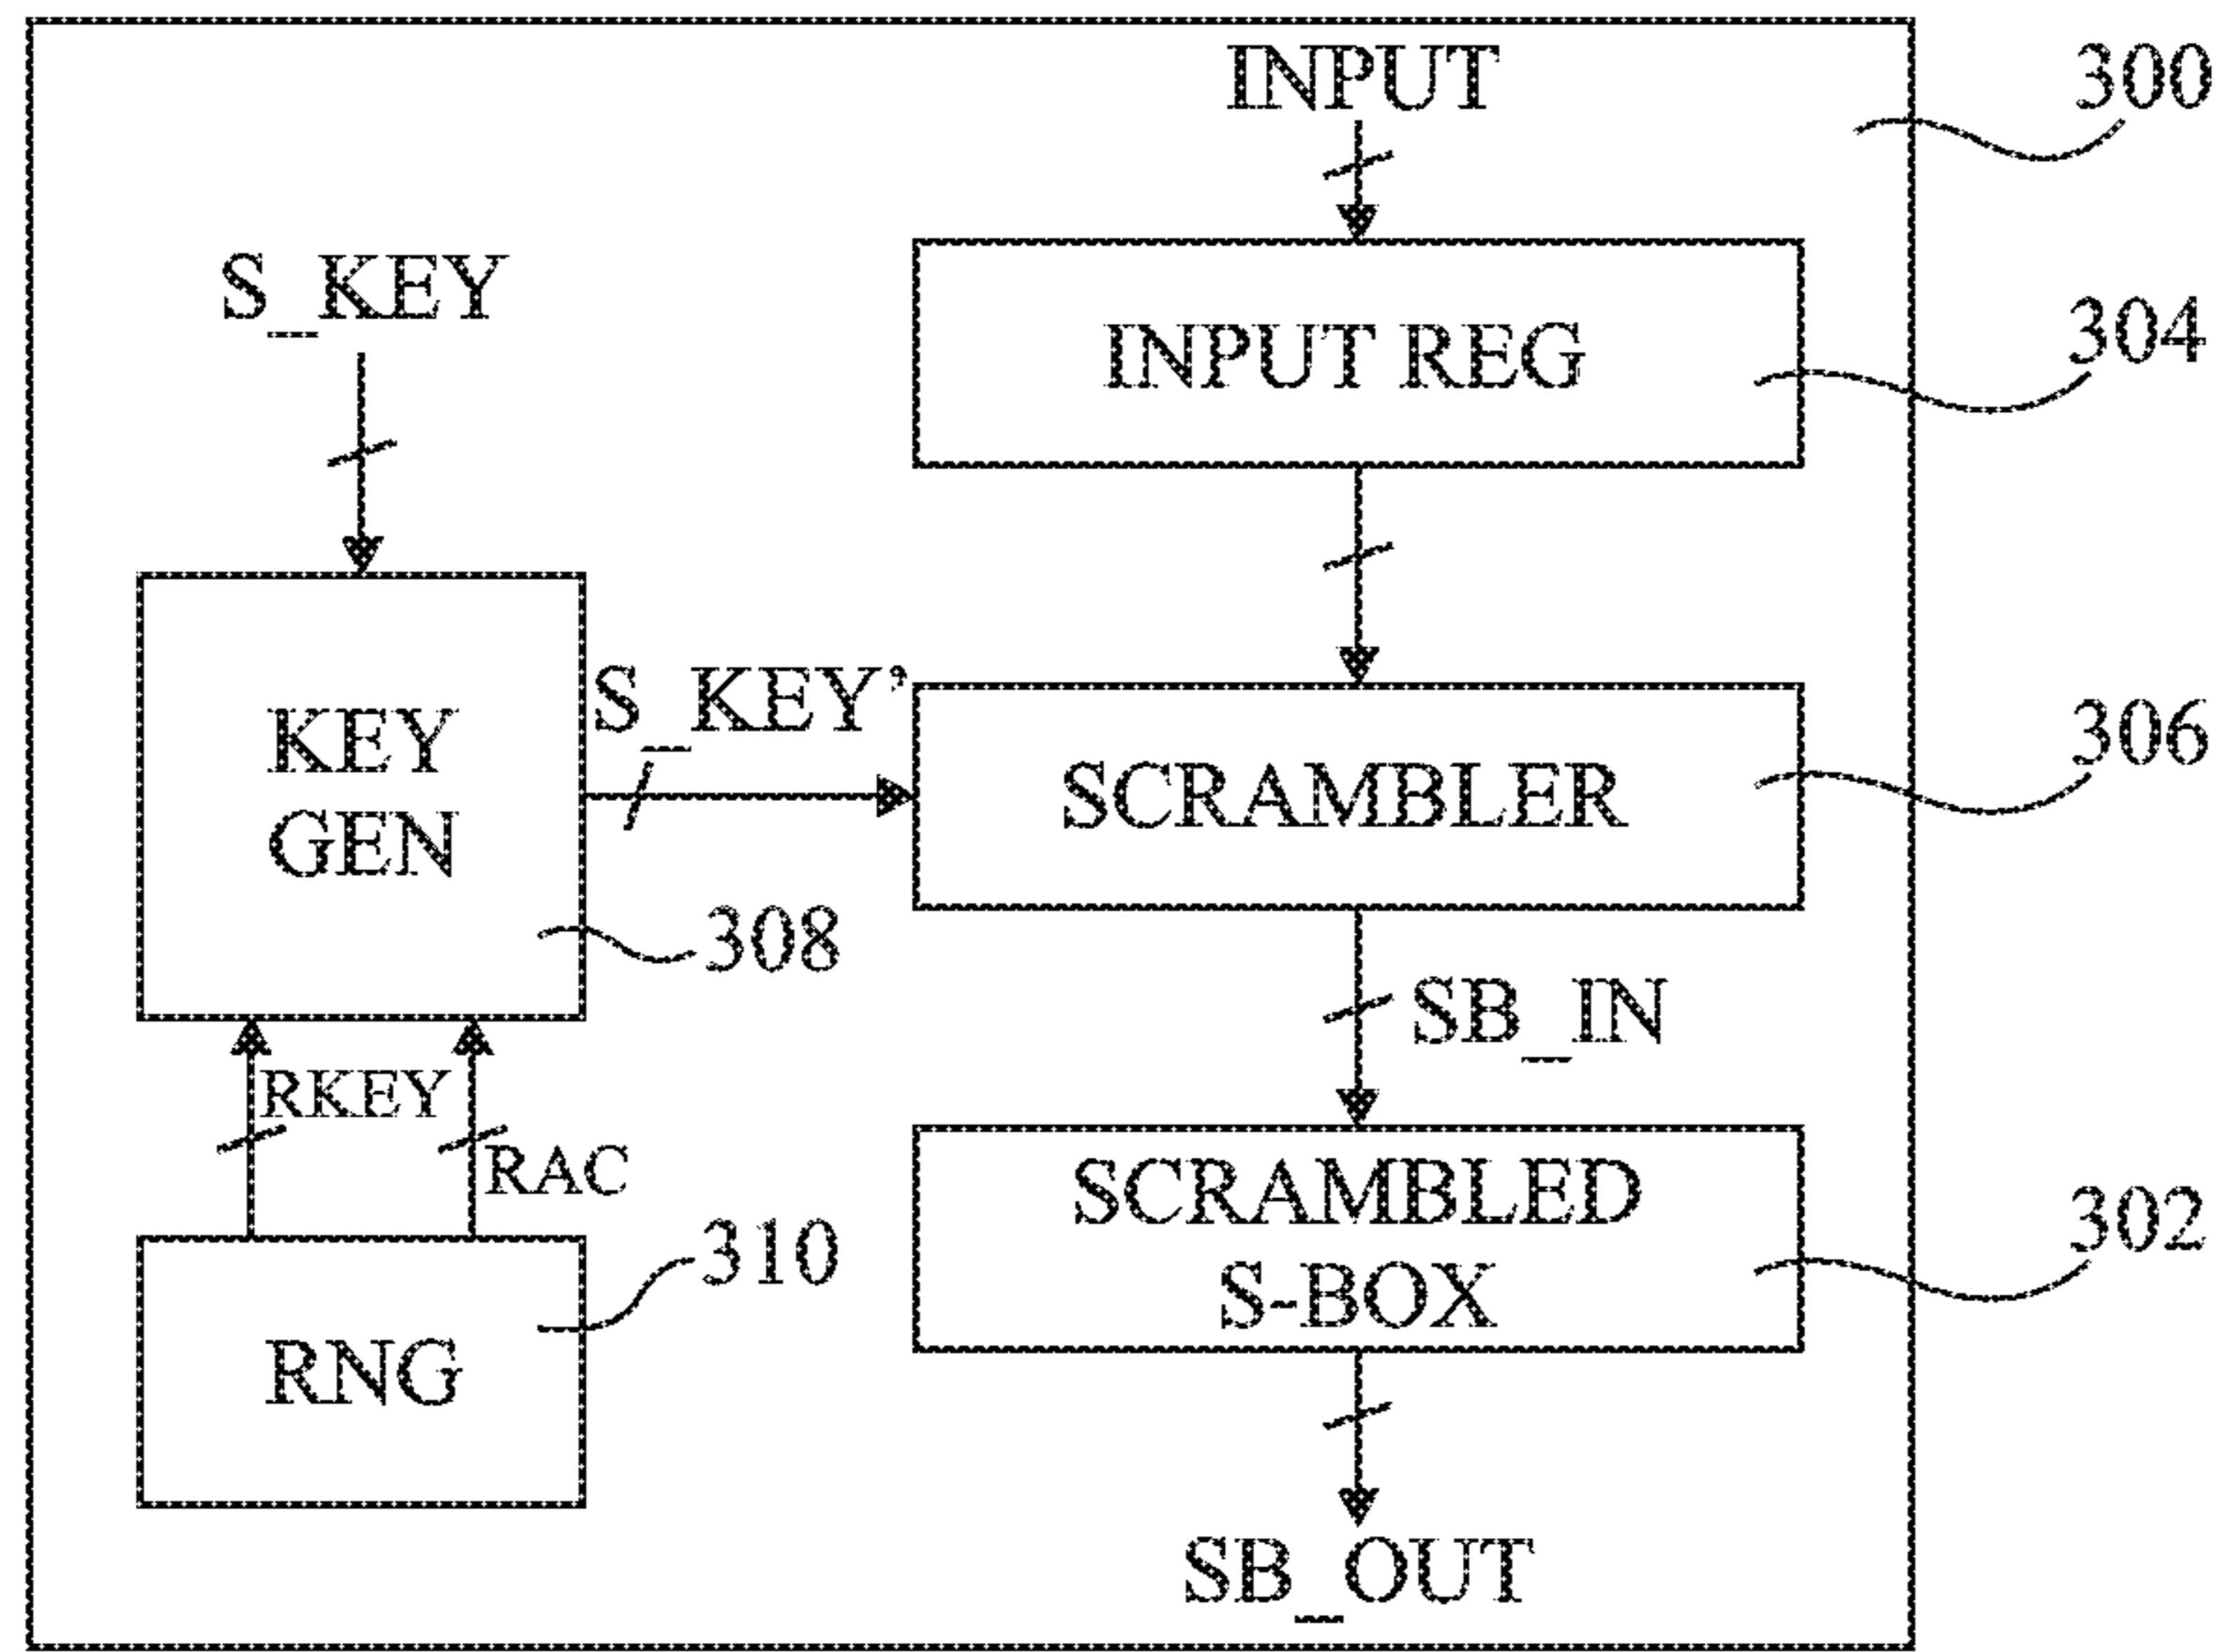 INPUT
300
S_KEY
INPUT REG
304
KEY
GEN
S_KEY’
SCRAMBLER
306
308
SB_IN
RKEY
RAC
SCRAMBLED
S-BOX
302
310
RNG
SB_OUT